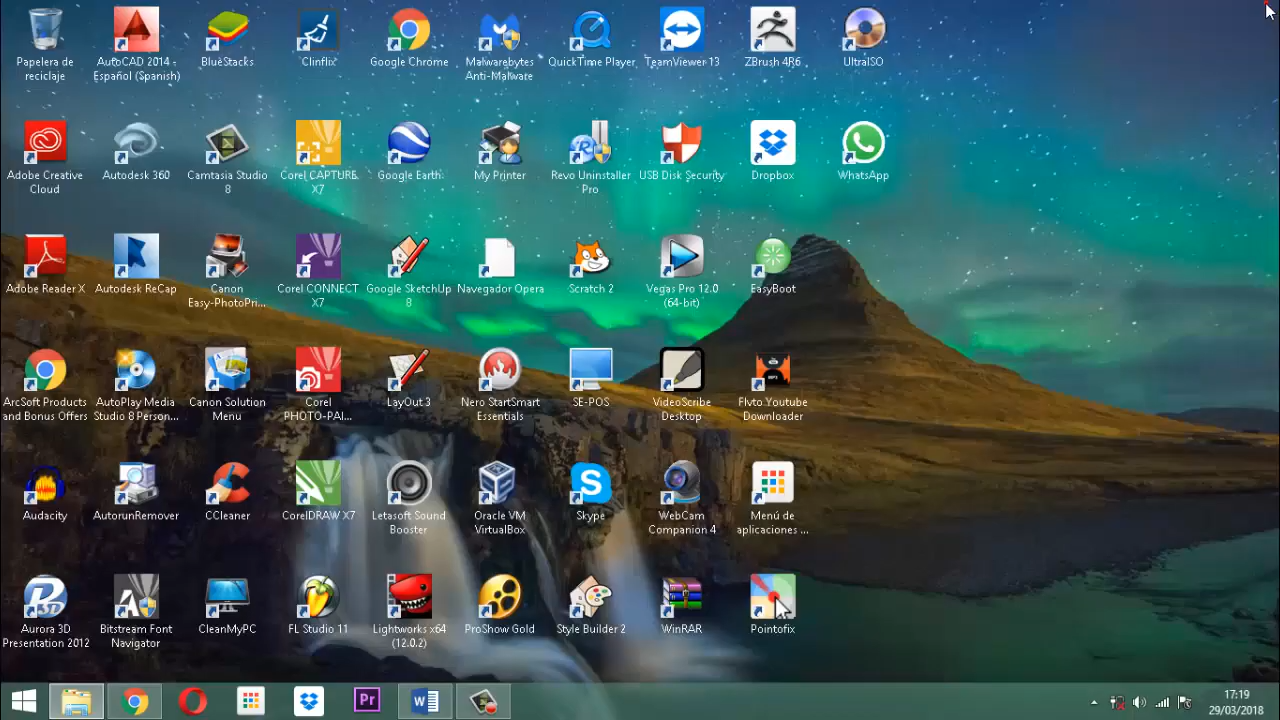 Papelera de
reciclaje
AutoCAD 2014 -
Español (Spanish)
BlueStacks
Clinflix
Google Chrome
Malwarebytes
Anti-Malware
QuickTime Player
TeamViewer 13
ZBrush 4R6
UltraISO
Adobe Creative
Cloud
Autodesk 360
Camtasia Studio
8
Corel CAPTURE
X7
Google Earth
My Printer
Revo Uninstaller
Pro
USB Disk Security
Dropbox
WhatsApp
Adobe Reader X
Autodesk ReCap
Canon
Easy-PhotoPri...
Corel CONNECT
X7
Google SketchUp
8
Navegador Opera
Scratch 2
Vegas Pro 12.0
(64-bit)
EasyBoot
ArcSoft Products
and Bonus Offers
AutoPlay Media
Studio 8 Person...
Canon Solution
Menu
Corel
PHOTO-PAI...
LayOut 3
Nero StartSmart
Essentials
SE-POS
VideoScribe
Desktop
Flvto Youtube
Downloader
Audacity
AutorunRemover
CCleaner
CorelDRAW X7
Letasoft Sound
Booster
Oracle VM
VirtualBox
Skype
WebCam
Companion 4
Menú de
aplicaciones ...
Aurora 3D
Presentation 2012
Bitstream Font
Navigator
CleanMyPC
FL Studio 11
Lightworks x64
(12.0.2)
ProShow Gold
Style Builder 2
WinRAR
Pointofix
Pr
17:19
29/03/2018